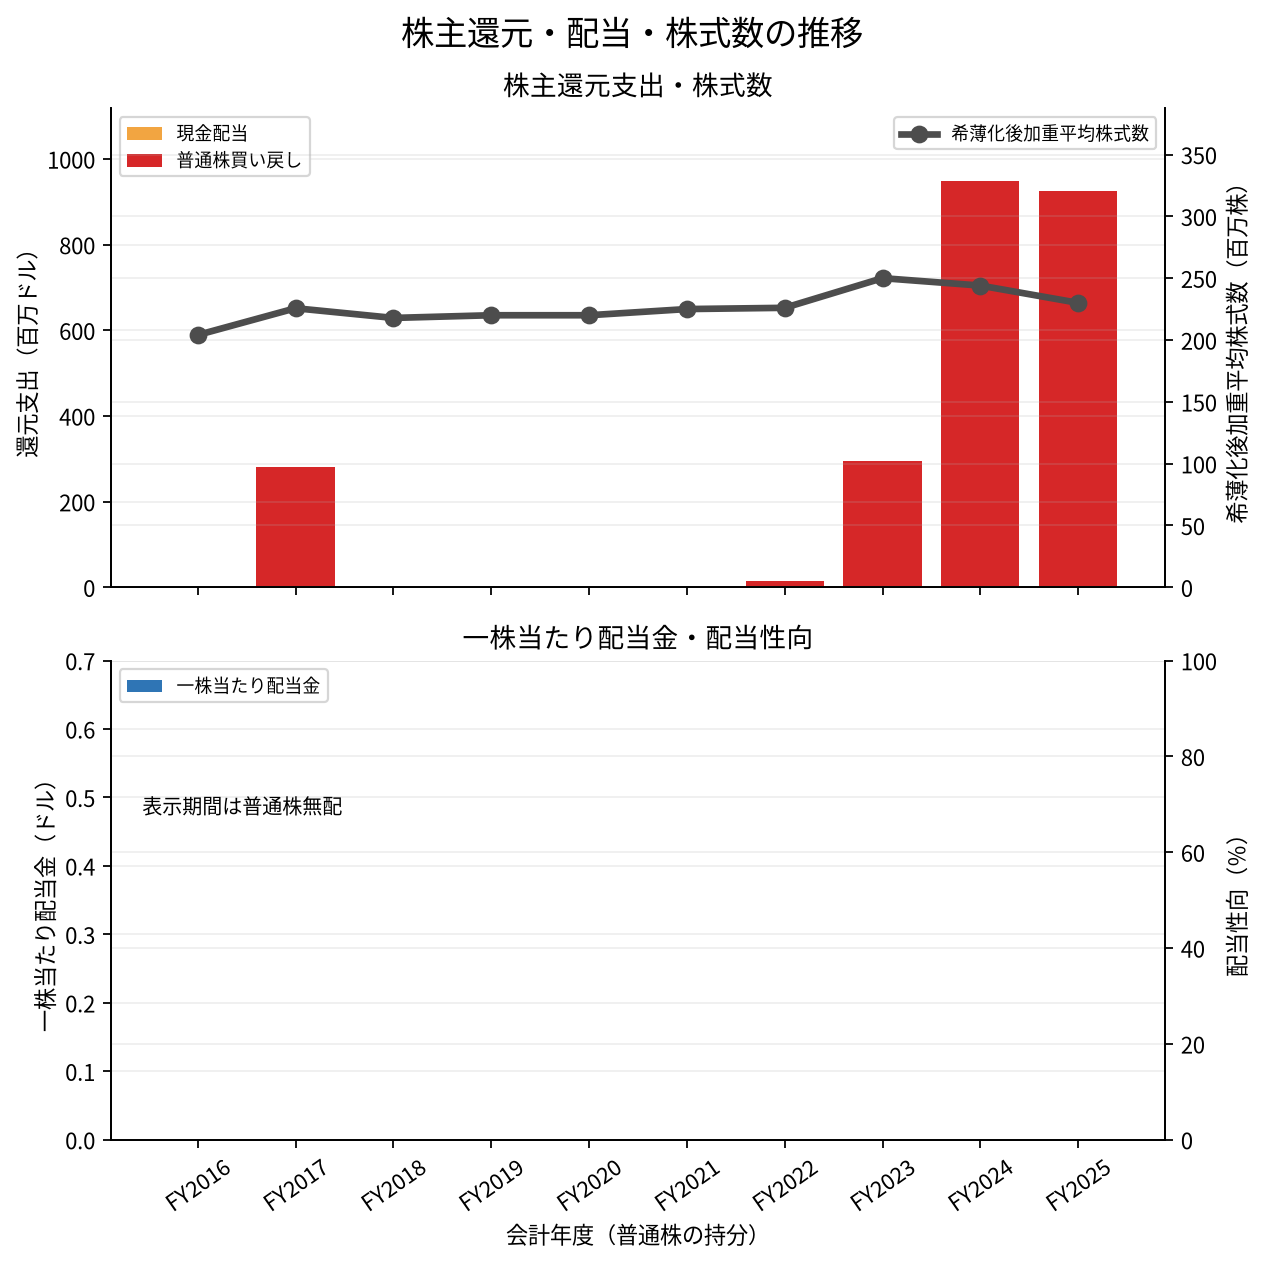 株主還元・配当・株式数の推移
株主還元支出・株式数
現金配当
普通株買い戻し
希薄化後加重平均株式数
還元支出（百万ドル）
1000
800
600
400
200
0
350
300
250
200
150
100
50
0
希薄化後加重平均株式数（百万株）
一株当たり配当金・配当性向
一株当たり配当金
表示期間は普通株無配
一株当たり配当金（ドル）
0.7
0.6
0.5
0.4
0.3
0.2
0.1
0.0
100
80
60
40
20
0
配当性向（%）
FY2016
FY2017
FY2018
FY2019
FY2020
FY2021
FY2022
FY2023
FY2024
FY2025
会計年度（普通株の持分）